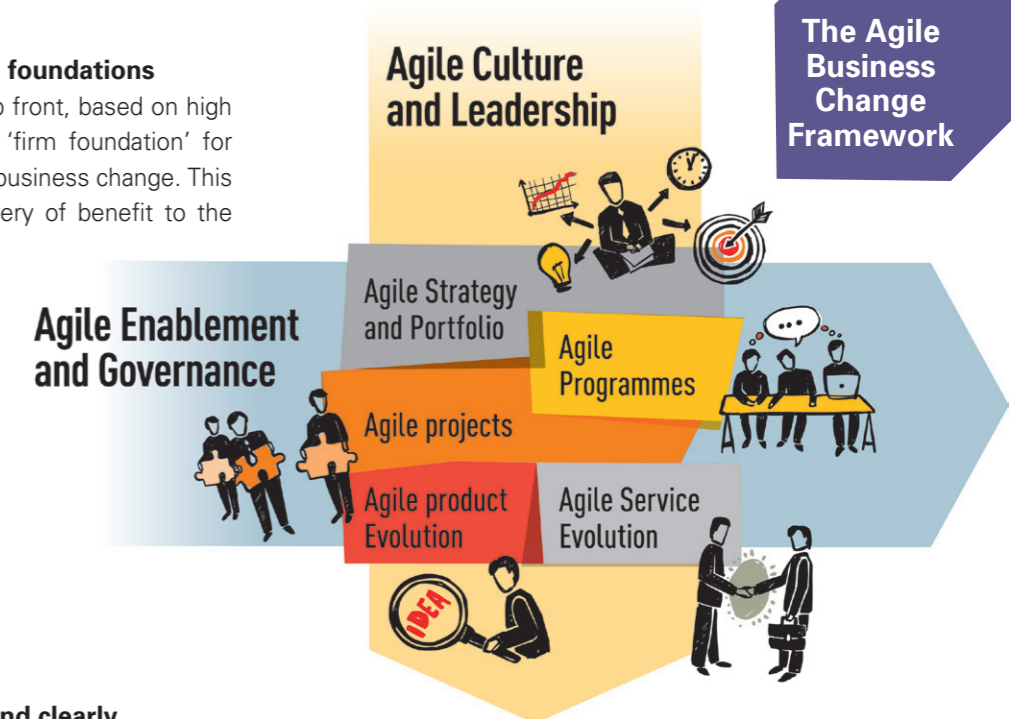 foundations
front, based on high
‘firm foundation’ for
business change. This
of benefit to the
Agile Culture
and Leadership
The Agile
Business
Change
Framework
Agile Enablement
and Governance
Agile Strategy
and Portfolio
Agile
Programmes
Agile projects
Agile product
Evolution
Agile Service
Evolution
IDEA
clearly